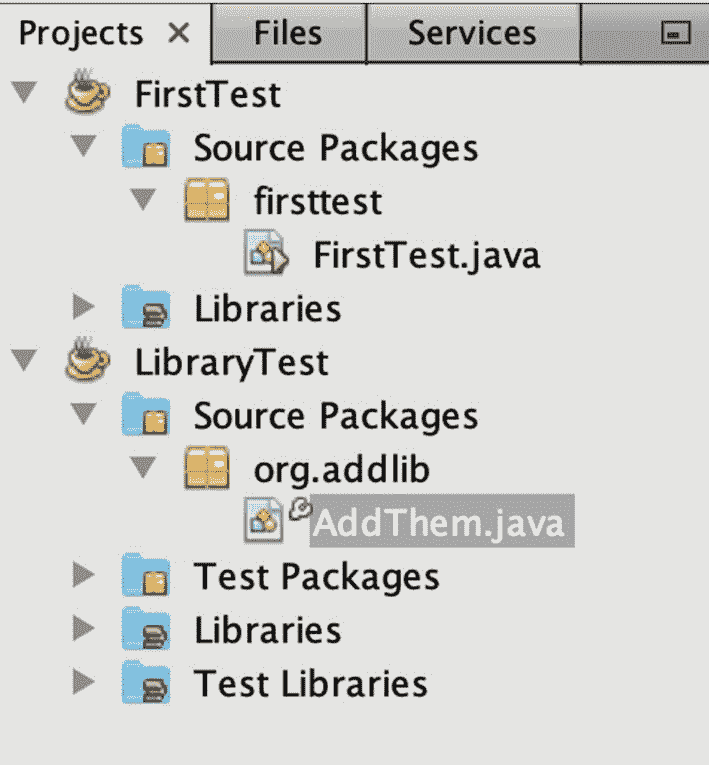 Projects Files Services
FirstTest
Source Packages
firsttest
FirstTest.java
Libraries
LibraryTest
Source Packages
org.addlib
AddThem.java
Test Packages
Libraries
Test Libraries